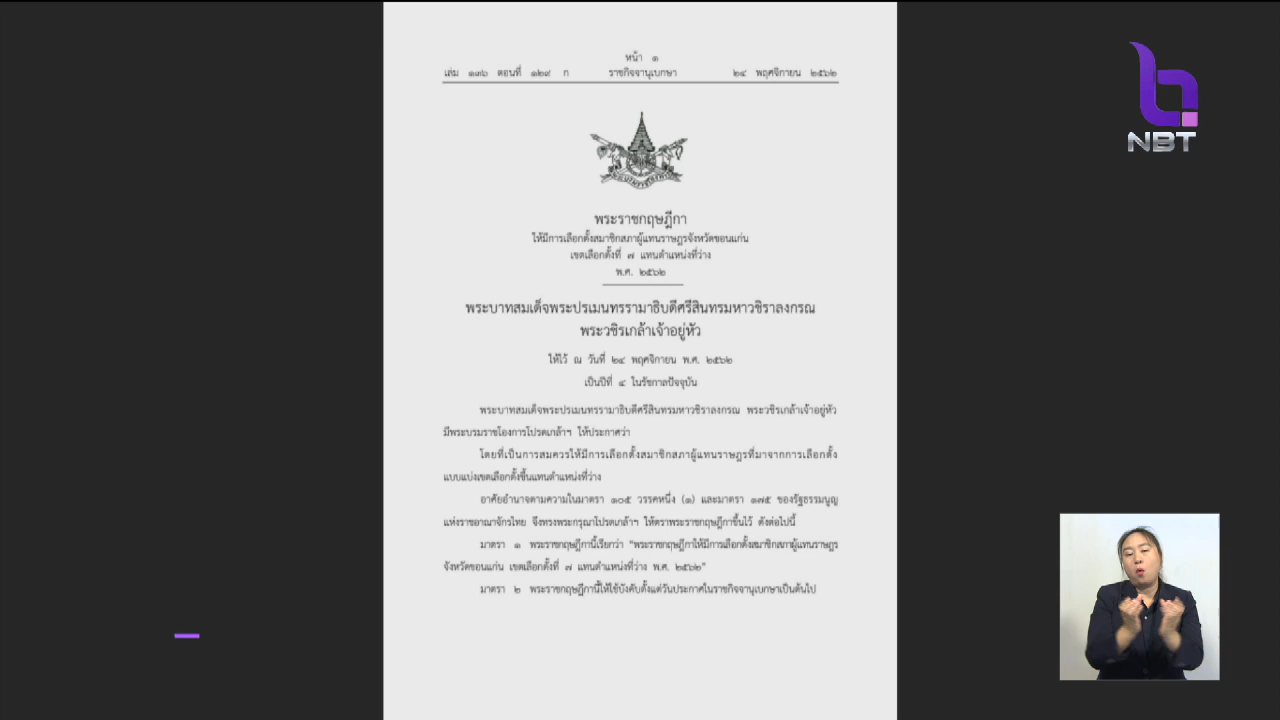 หน้า ๑
เล่ม ๑๓๖ ตอนที่ ๑๒๙ ก ราชกิจจานุเบกษา ๒๔ พฤศจิกายน ๒๕๖๒
NBT
พระราชกฤษฎีกา
ให้มีการเลือกตั้งสมาชิกสภาผู้แทนราษฎรจังหวัดขอนแก่น
เขตเลือกตั้งที่ ๗ แทนตำแหน่งที่ว่าง
พ.ศ. ๒๕๖๒
พระบาทสมเด็จพระปรเมนทรรามาธิบดีศรีสินทรมหาวชิราลงกรณ
พระวชิรเกล้าเจ้าอยู่หัว
ให้ไว้ ณ วันที่ ๒๔ พฤศจิกายน พ.ศ. ๒๕๖๒
เป็นปีที่ ๔ ในรัชกาลปัจจุบัน
พระบาทสมเด็จพระปรเมนทรรามาธิบดีศรีสินทรมหาวชิราลงกรณ พระวชิรเกล้าเจ้าอยู่หัว
มีพระบรมราชโองการโปรดเกล้าฯ ให้ประกาศว่า
โดยที่เป็นการสมควรให้มีการเลือกตั้งสมาชิกสภาผู้แทนราษฎรที่มาจากการเลือกตั้ง
แบบแบ่งเขตเลือกตั้งขึ้นแทนตำแหน่งที่ว่าง
อาศัยอำนาจตามความในมาตรา ๑๐๕ วรรคหนึ่ง (๑) และมาตรา ๑๗๕ ของรัฐธรรมนูญ
แห่งราชอาณาจักรไทย จึงทรงพระกรุณาโปรดเกล้าฯ ให้ตราพระราชกฤษฎีกาขึ้นไว้ ดังต่อไปนี้
มาตรา ๑ พระราชกฤษฎีกานี้เรียกว่า “พระราชกฤษฎีกาให้มีการเลือกตั้งสมาชิกสภาผู้แทนราษฎร
จังหวัดขอนแก่น เขตเลือกตั้งที่ ๗ แทนตำแหน่งที่ว่าง พ.ศ. ๒๕๖๒”
มาตรา ๒ พระราชกฤษฎีกานี้ให้ใช้บังคับตั้งแต่วันประกาศในราชกิจจานุเบกษาเป็นต้นไป